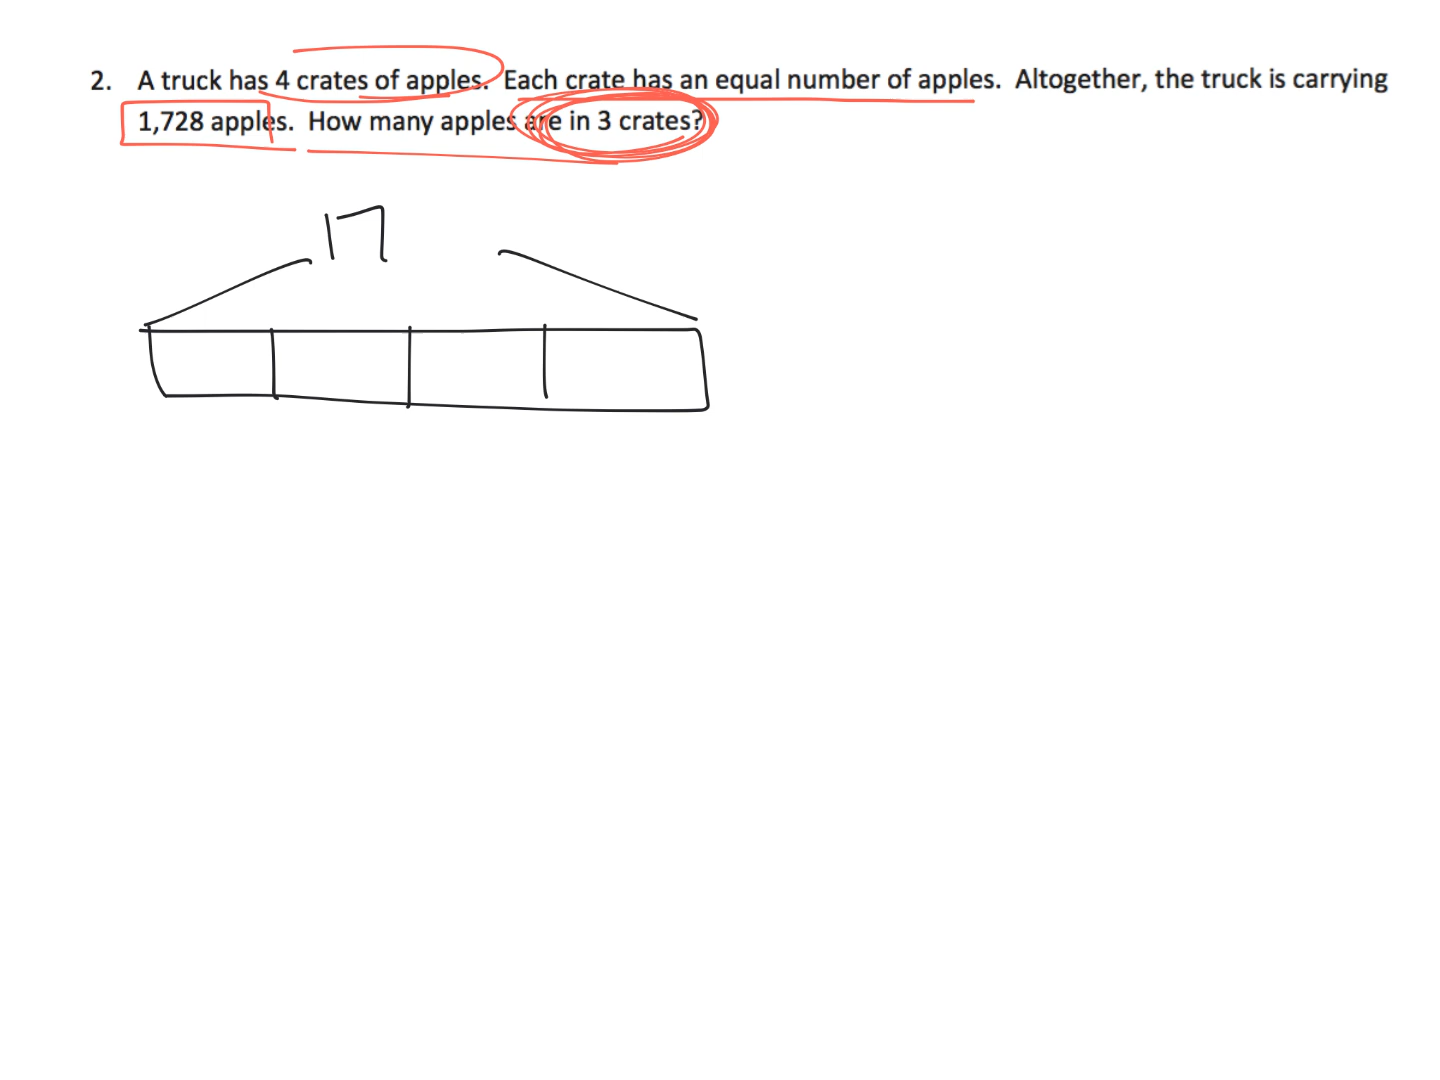 2. A truck has 4 crates of apples. Each crate has an equal number of apples. Altogether, the truck is carrying
1,728 apples. How many apples are in 3 crates?
17